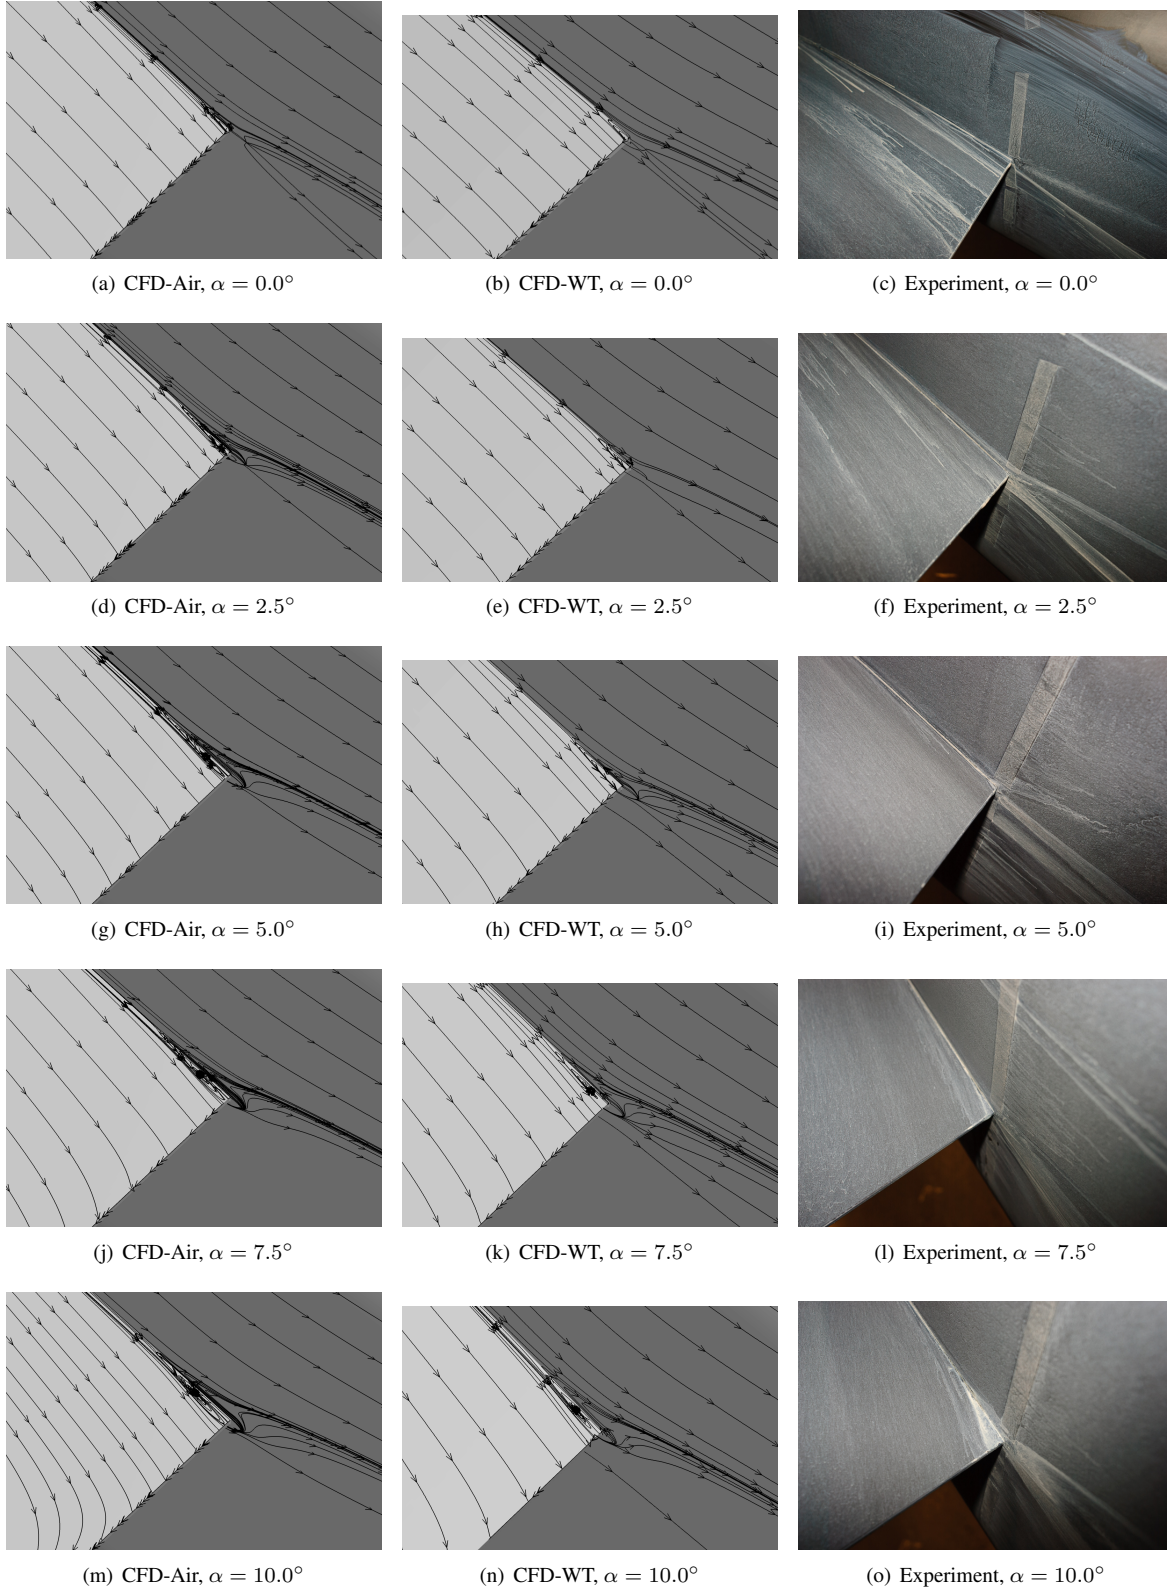 (a) CFD-Air, α = 0.0°
(b) CFD-WT, α = 0.0°
(c) Experiment, α = 0.0°
(d) CFD-Air, α = 2.5°
(e) CFD-WT, α = 2.5°
(f) Experiment, α = 2.5°
(g) CFD-Air, α = 5.0°
(h) CFD-WT, α = 5.0°
(i) Experiment, α = 5.0°
(j) CFD-Air, α = 7.5°
(k) CFD-WT, α = 7.5°
(l) Experiment, α = 7.5°
(m) CFD-Air, α = 10.0°
(n) CFD-WT, α = 10.0°
(o) Experiment, α = 10.0°